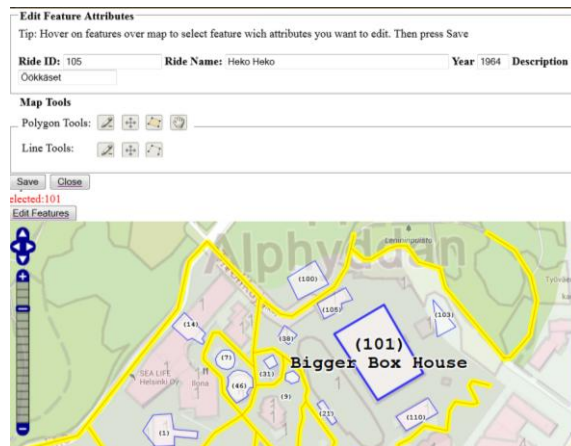 Edit Feature Attributes
Tip: Hover on features over map to select feature wich attributes you want to edit. Then press Save
Ride ID: 105 Ride Name: Heko Heko Year 1964 Description
Öokkäset
Map Tools
Polygon Tools:
Line Tools:
Save Close
elected:101
Edit Features
Alphyddan
(100)
(105)
(103)
(14)
(38)
(101)
Bigger Box House
(7)
SEA LIFE
Helsinki Oy
(31)
(46)
(9)
(21)
(110)
(1)